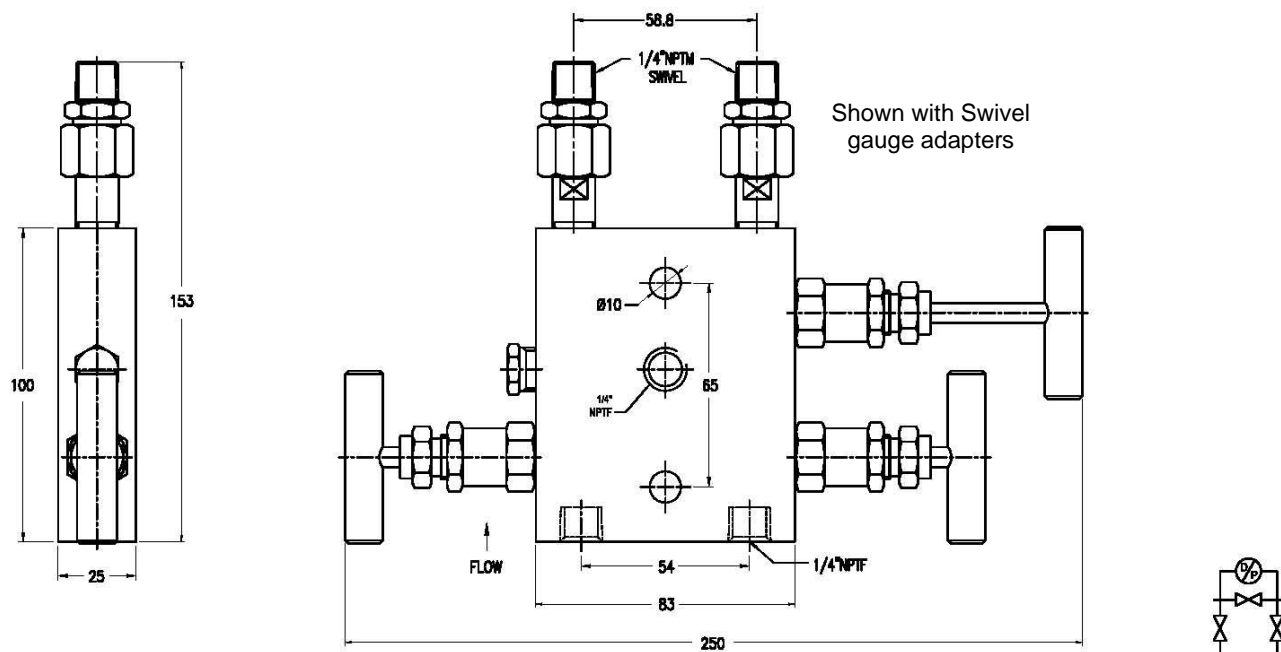 58.8
1/4"NPTM
SWIVEL
Shown with Swivel
gauge adapters
153
100
25
Ø10
65
1/4"
NPTF
FLOW
54
1/4"NPTF
83
250
D/P